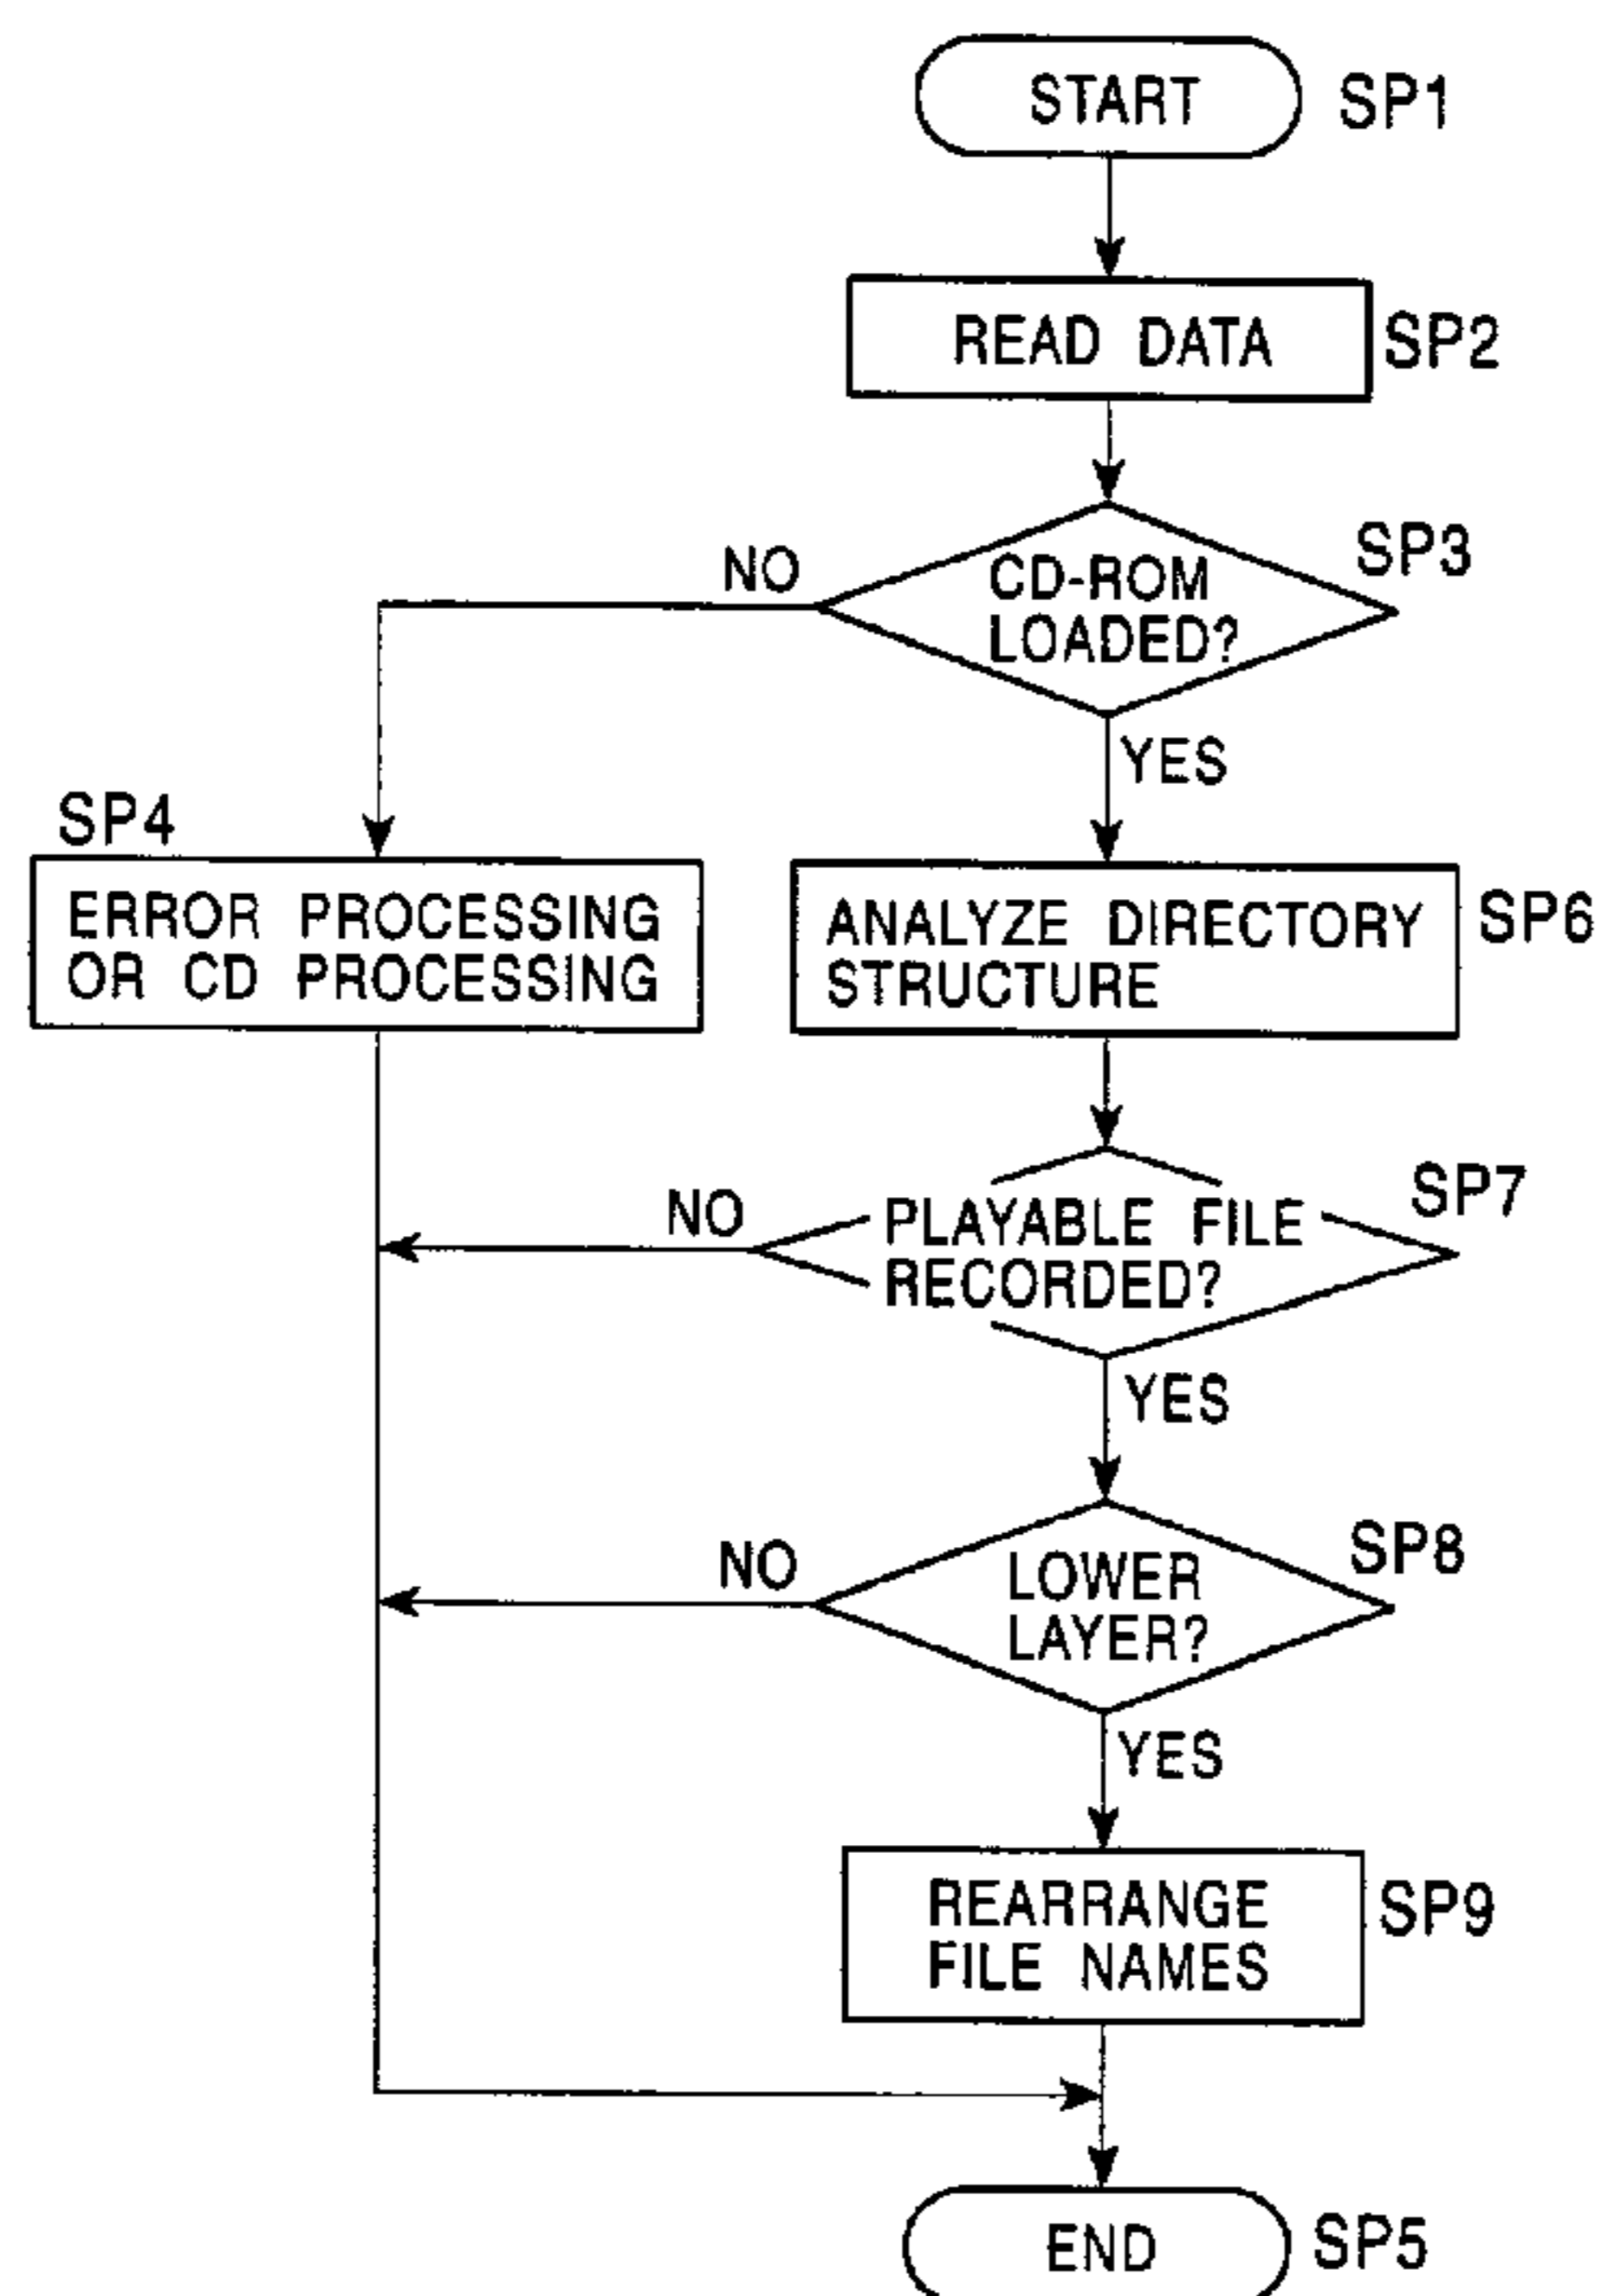 START SP1
READ DATA SP2
NO
CD-ROM
LOADED?
SP3
YES
SP4
ERROR PROCESSING
OR CD PROCESSING
ANALYZE DIRECTORY
STRUCTURE
SP6
NO
PLAYABLE FILE
RECORDED?
SP7
YES
NO
LOWER
LAYER?
SP8
YES
REARRANGE
FILE NAMES
SP9
END SP5